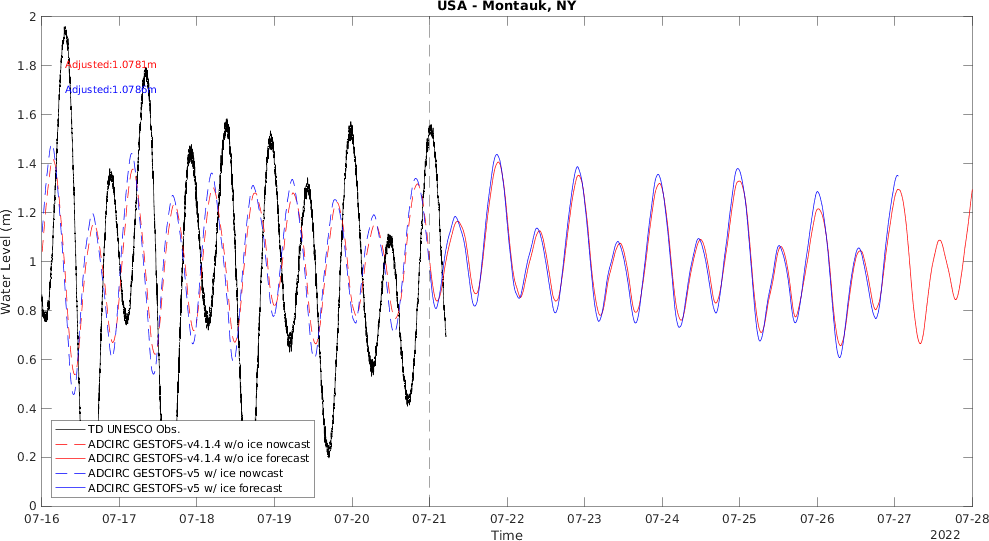 USA - Montauk, NY
2
1.8
1.6
1.4
1.2
1
0.8
0.6
0.4
0.2
0
Water Level (m)
Adjusted:1.0781m
TD UNESCO Obs.
ADCIRC GESTOFS-v4.1.4 w/o ice nowcast
ADCIRC GESTOFS-v4.1.4 w/o ice forecast
ADCIRC GESTOFS-v5 w/ ice nowcast
ADCIRC GESTOFS-v5 w/ ice forecast
07-16 07-17 07-18 07-19 07-20 07-21 07-22 07-23 07-24 07-25 07-26 07-27 07-28
Time
2022